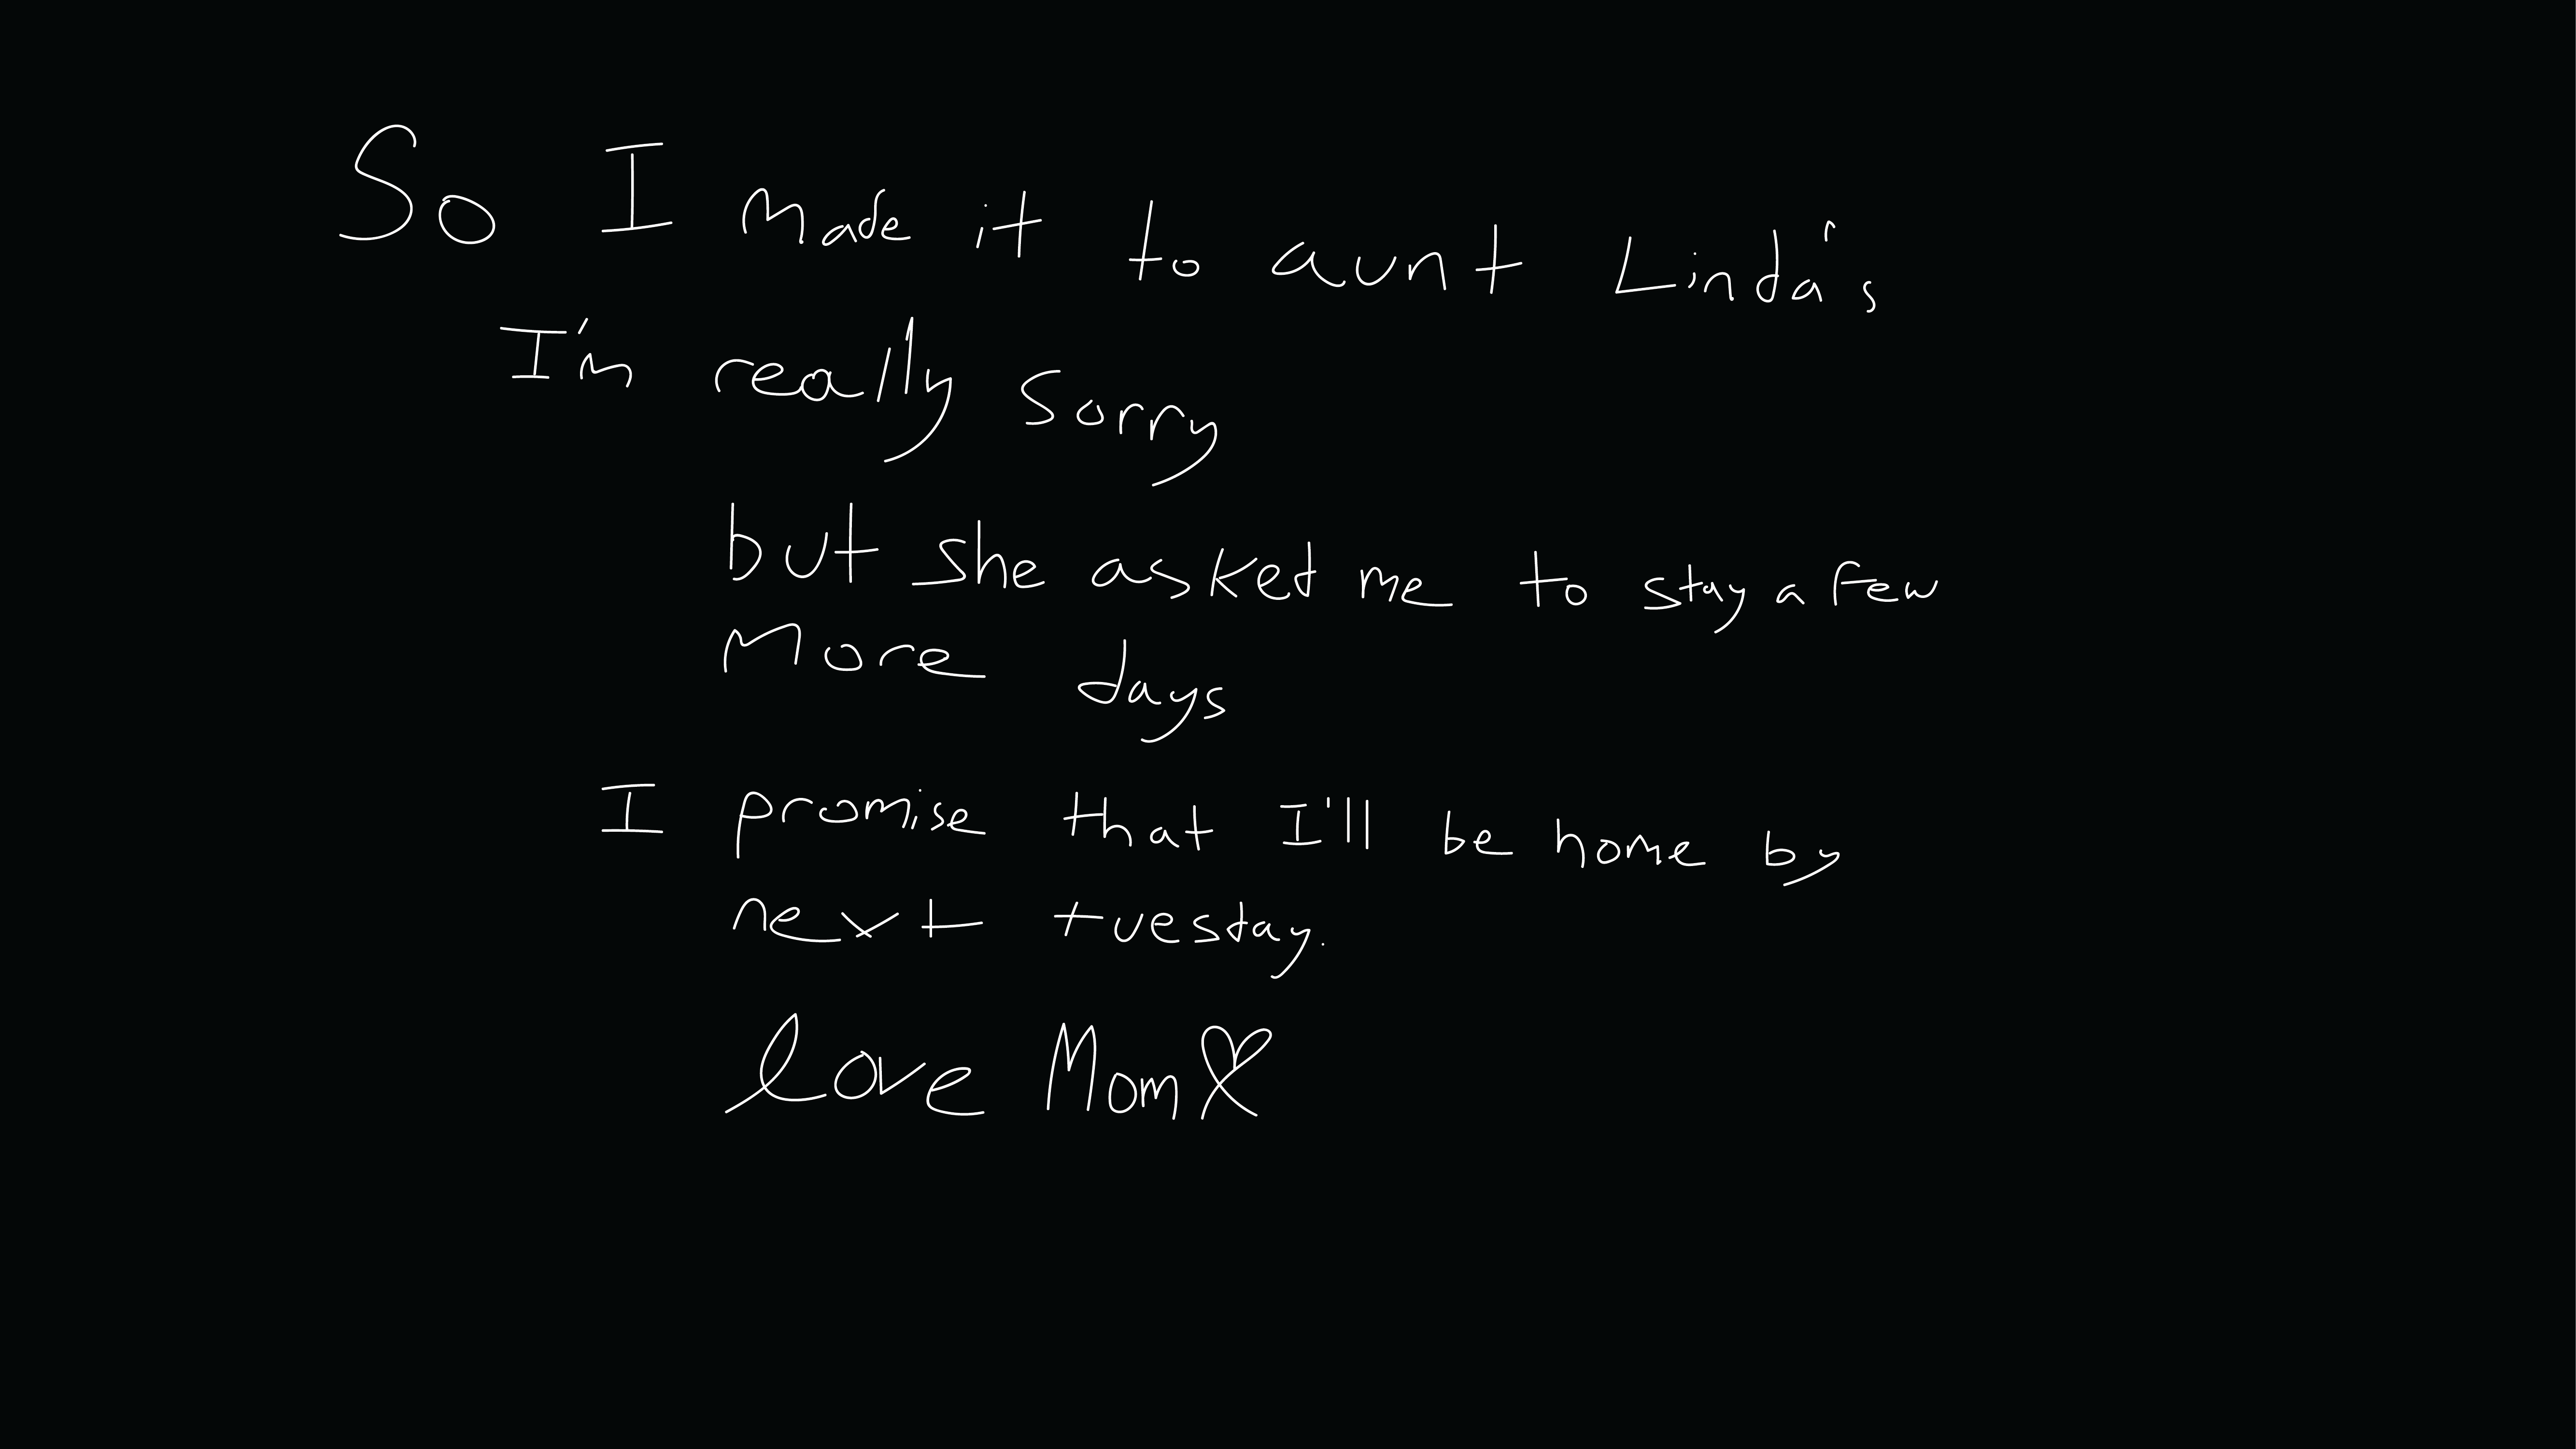 So I made it to aunt Linda's
I'm really sorry
but she asked me to stay a few
More days
I promise that I'll be home by
next tuesday.
love Mom